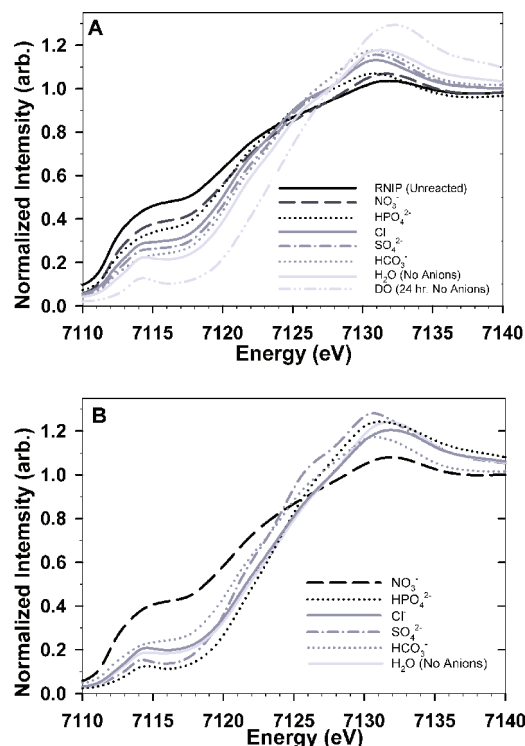 A
Normalized Intemsity (arb.)
1.2
1.0
0.8
0.6
0.4
0.2
0.0
RNIP (Unreacted)
NO₃⁻
HPO₄²⁻
Cl
SO₄²⁻
HCO₃⁻
H₂O (No Anions)
DO (24 hr. No Anions)
7110 7115 7120 7125 7130 7135 7140
Energy (eV)
B
Normalized Intensity (arb.)
1.2
1.0
0.8
0.6
0.4
0.2
0.0
NO₃⁻
HPO₄²⁻
Cl⁻
SO₄²⁻
HCO₃⁻
H₂O (No Anions)
7110 7115 7120 7125 7130 7135 7140
Energy (eV)